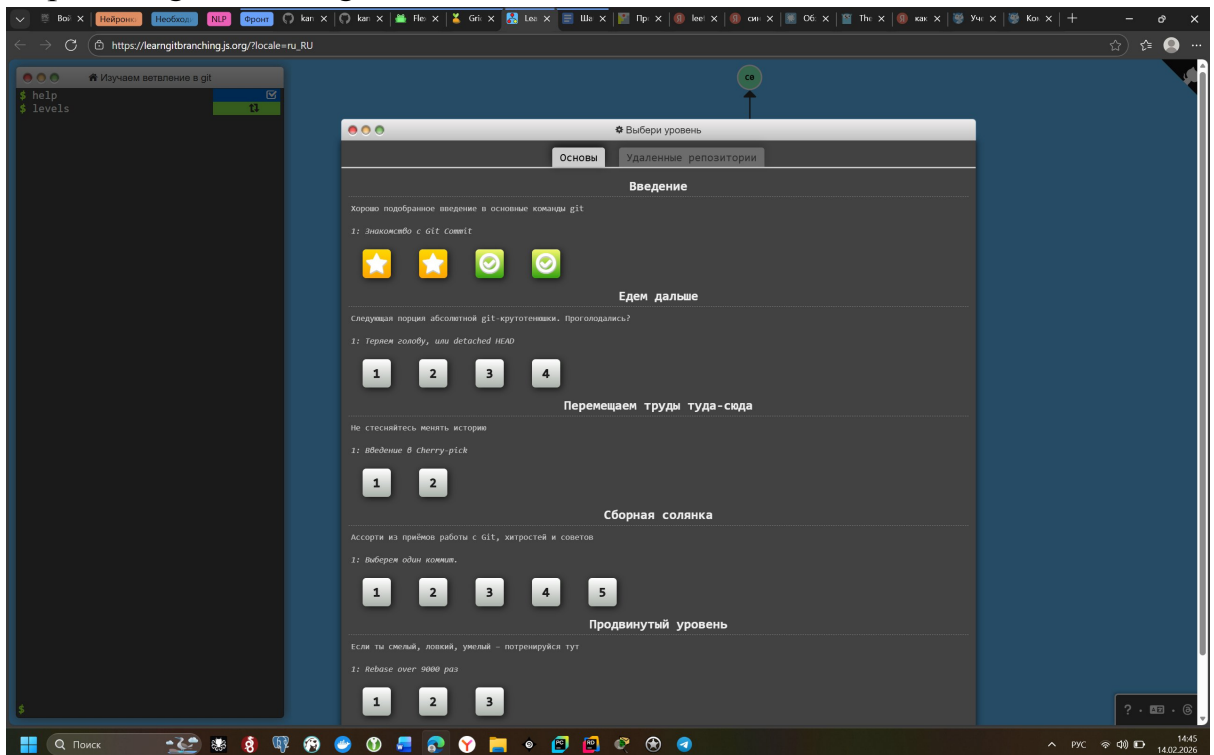 Нейрон
Необход
NLP
Фронт
https://learngitbranching.js.org/?locale=ru_RU
Изучаем ветвление в git
$ help
$ levels
$
c0
Выбери уровень
Основы Удаленные репозитории
Введение
Хорошо подобранное введение в основные команды git
1: Знакомство с Git Commit
Едем дальше
Следующая порция абсолютной git-крутотенюшки. Проголодались?
1: Теряем голову, или detached HEAD
1 2 3 4
Перемещаем труды туда-сюда
Не стесняйтесь менять историю
1: Введение в Cherry-pick
1 2
Сборная солянка
Ассорти из приёмов работы с Git, хитростей и советов
1: Выберем один коммит.
1 2 3 4 5
Продвинутый уровень
Если ты смелый, ловкий, умелый – потренируйся тут
1: Rebase over 9000 раз
1 2 3
Поиск
РУС
14:45
14.02.2026